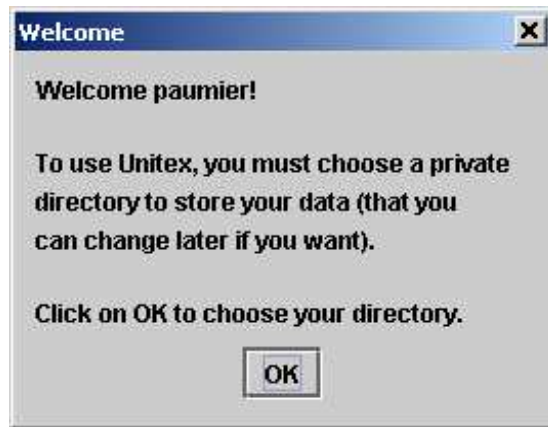 Welcome
Welcome paumier!
To use Unitex, you must choose a private
directory to store your data (that you
can change later if you want).
Click on OK to choose your directory.
OK